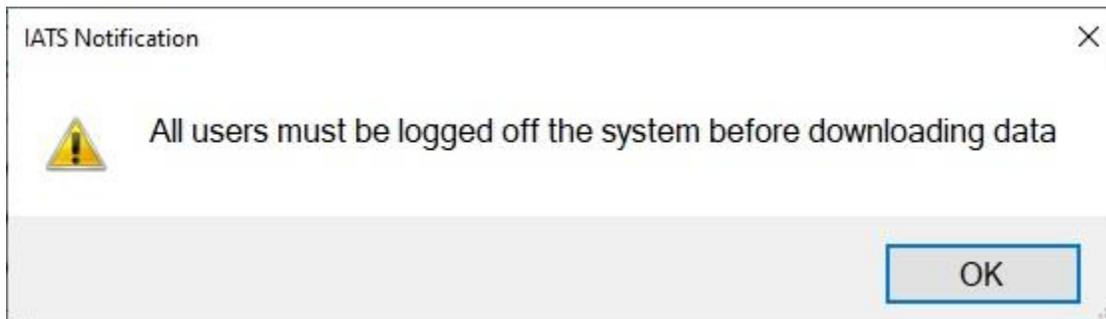 IATS Notification
All users must be logged off the system before downloading data
OK